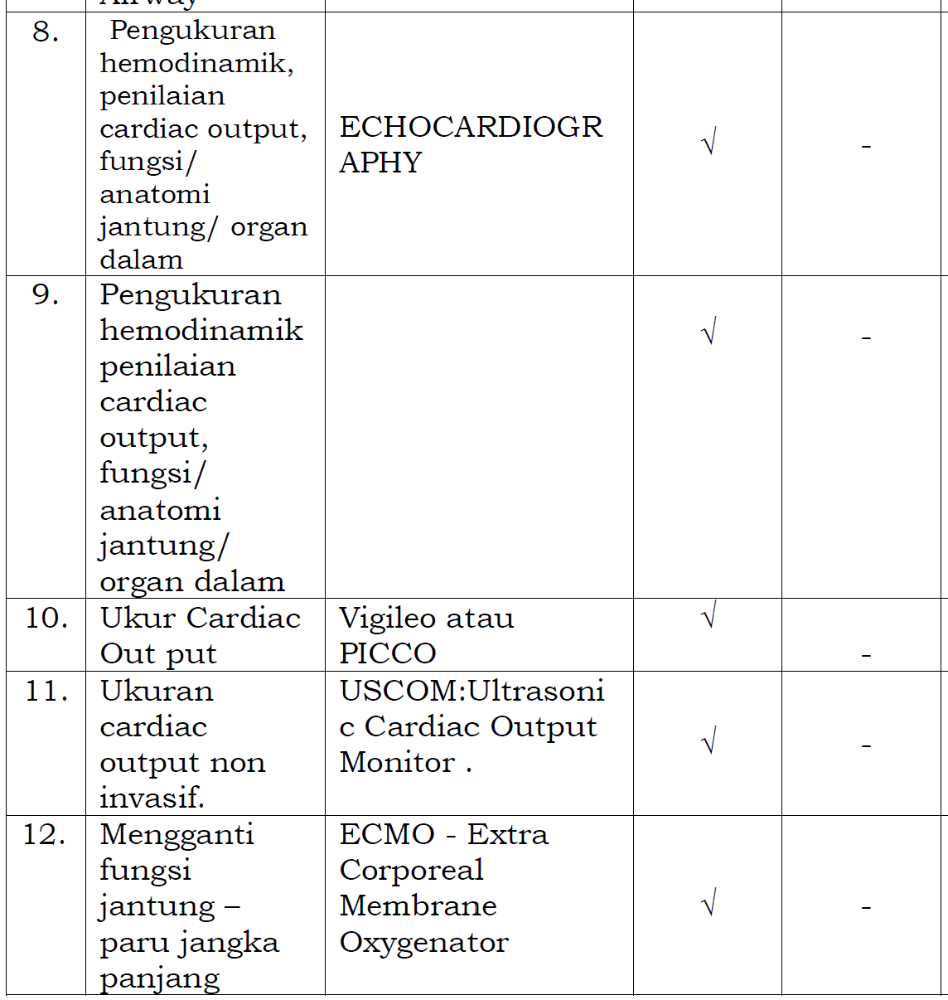 Airway
8.
Pengukuran
hemodinamik,
penilaian
cardiac output,
fungsi/
anatomi
jantung/ organ
dalam
ECHOCARDIOGR
APHY
√
-
9.
Pengukuran
hemodinamik
penilaian
cardiac
output,
fungsi/
anatomi
jantung/
organ dalam
√
-
10.
Ukur Cardiac
Out put
Vigileo atau
PICCO
√
-
11.
Ukuran
cardiac
output non
invasif.
USCOM:Ultrasoni
c Cardiac Output
Monitor .
√
-
12.
Mengganti
fungsi
jantung –
paru jangka
panjang
ECMO - Extra
Corporeal
Membrane
Oxygenator
√
-